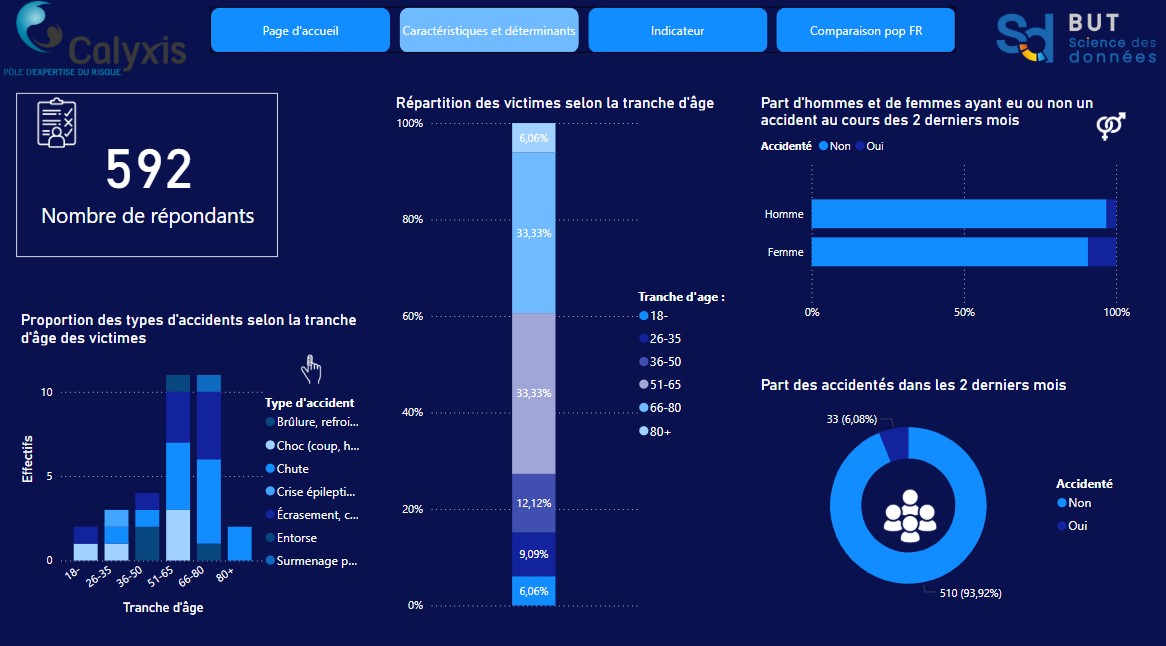 Calyxis
PÔLE D'EXPERTISE DU RISQUE
Page d'accueil
Caractéristiques et déterminants
Indicateur
Comparaison pop FR
Sd
BUT
Science des
données
592
Nombre de répondants
Proportion des types d'accidents selon la tranche
d'âge des victimes
Effectifs
10
5
0
18-
26-35
36-50
51-65
66-80
80+
Tranche d'âge
Type d'accident
Brûlure, refroi...
Choc (coup, h...
Chute
Crise épilepti...
Écrasement, c...
Entorse
Surmenage p...
Répartition des victimes selon la tranche d'âge
100%
80%
60%
40%
20%
0%
6,06%
33,33%
33,33%
12,12%
9,09%
6,06%
Tranche d'age :
18-
26-35
36-50
51-65
66-80
80+
Part d'hommes et de femmes ayant eu ou non un
accident au cours des 2 derniers mois
Accidenté Non Oui
Homme
Femme
0% 50% 100%
Part des accidentés dans les 2 derniers mois
33 (6,08%)
510 (93,92%)
Accidenté
Non
Oui